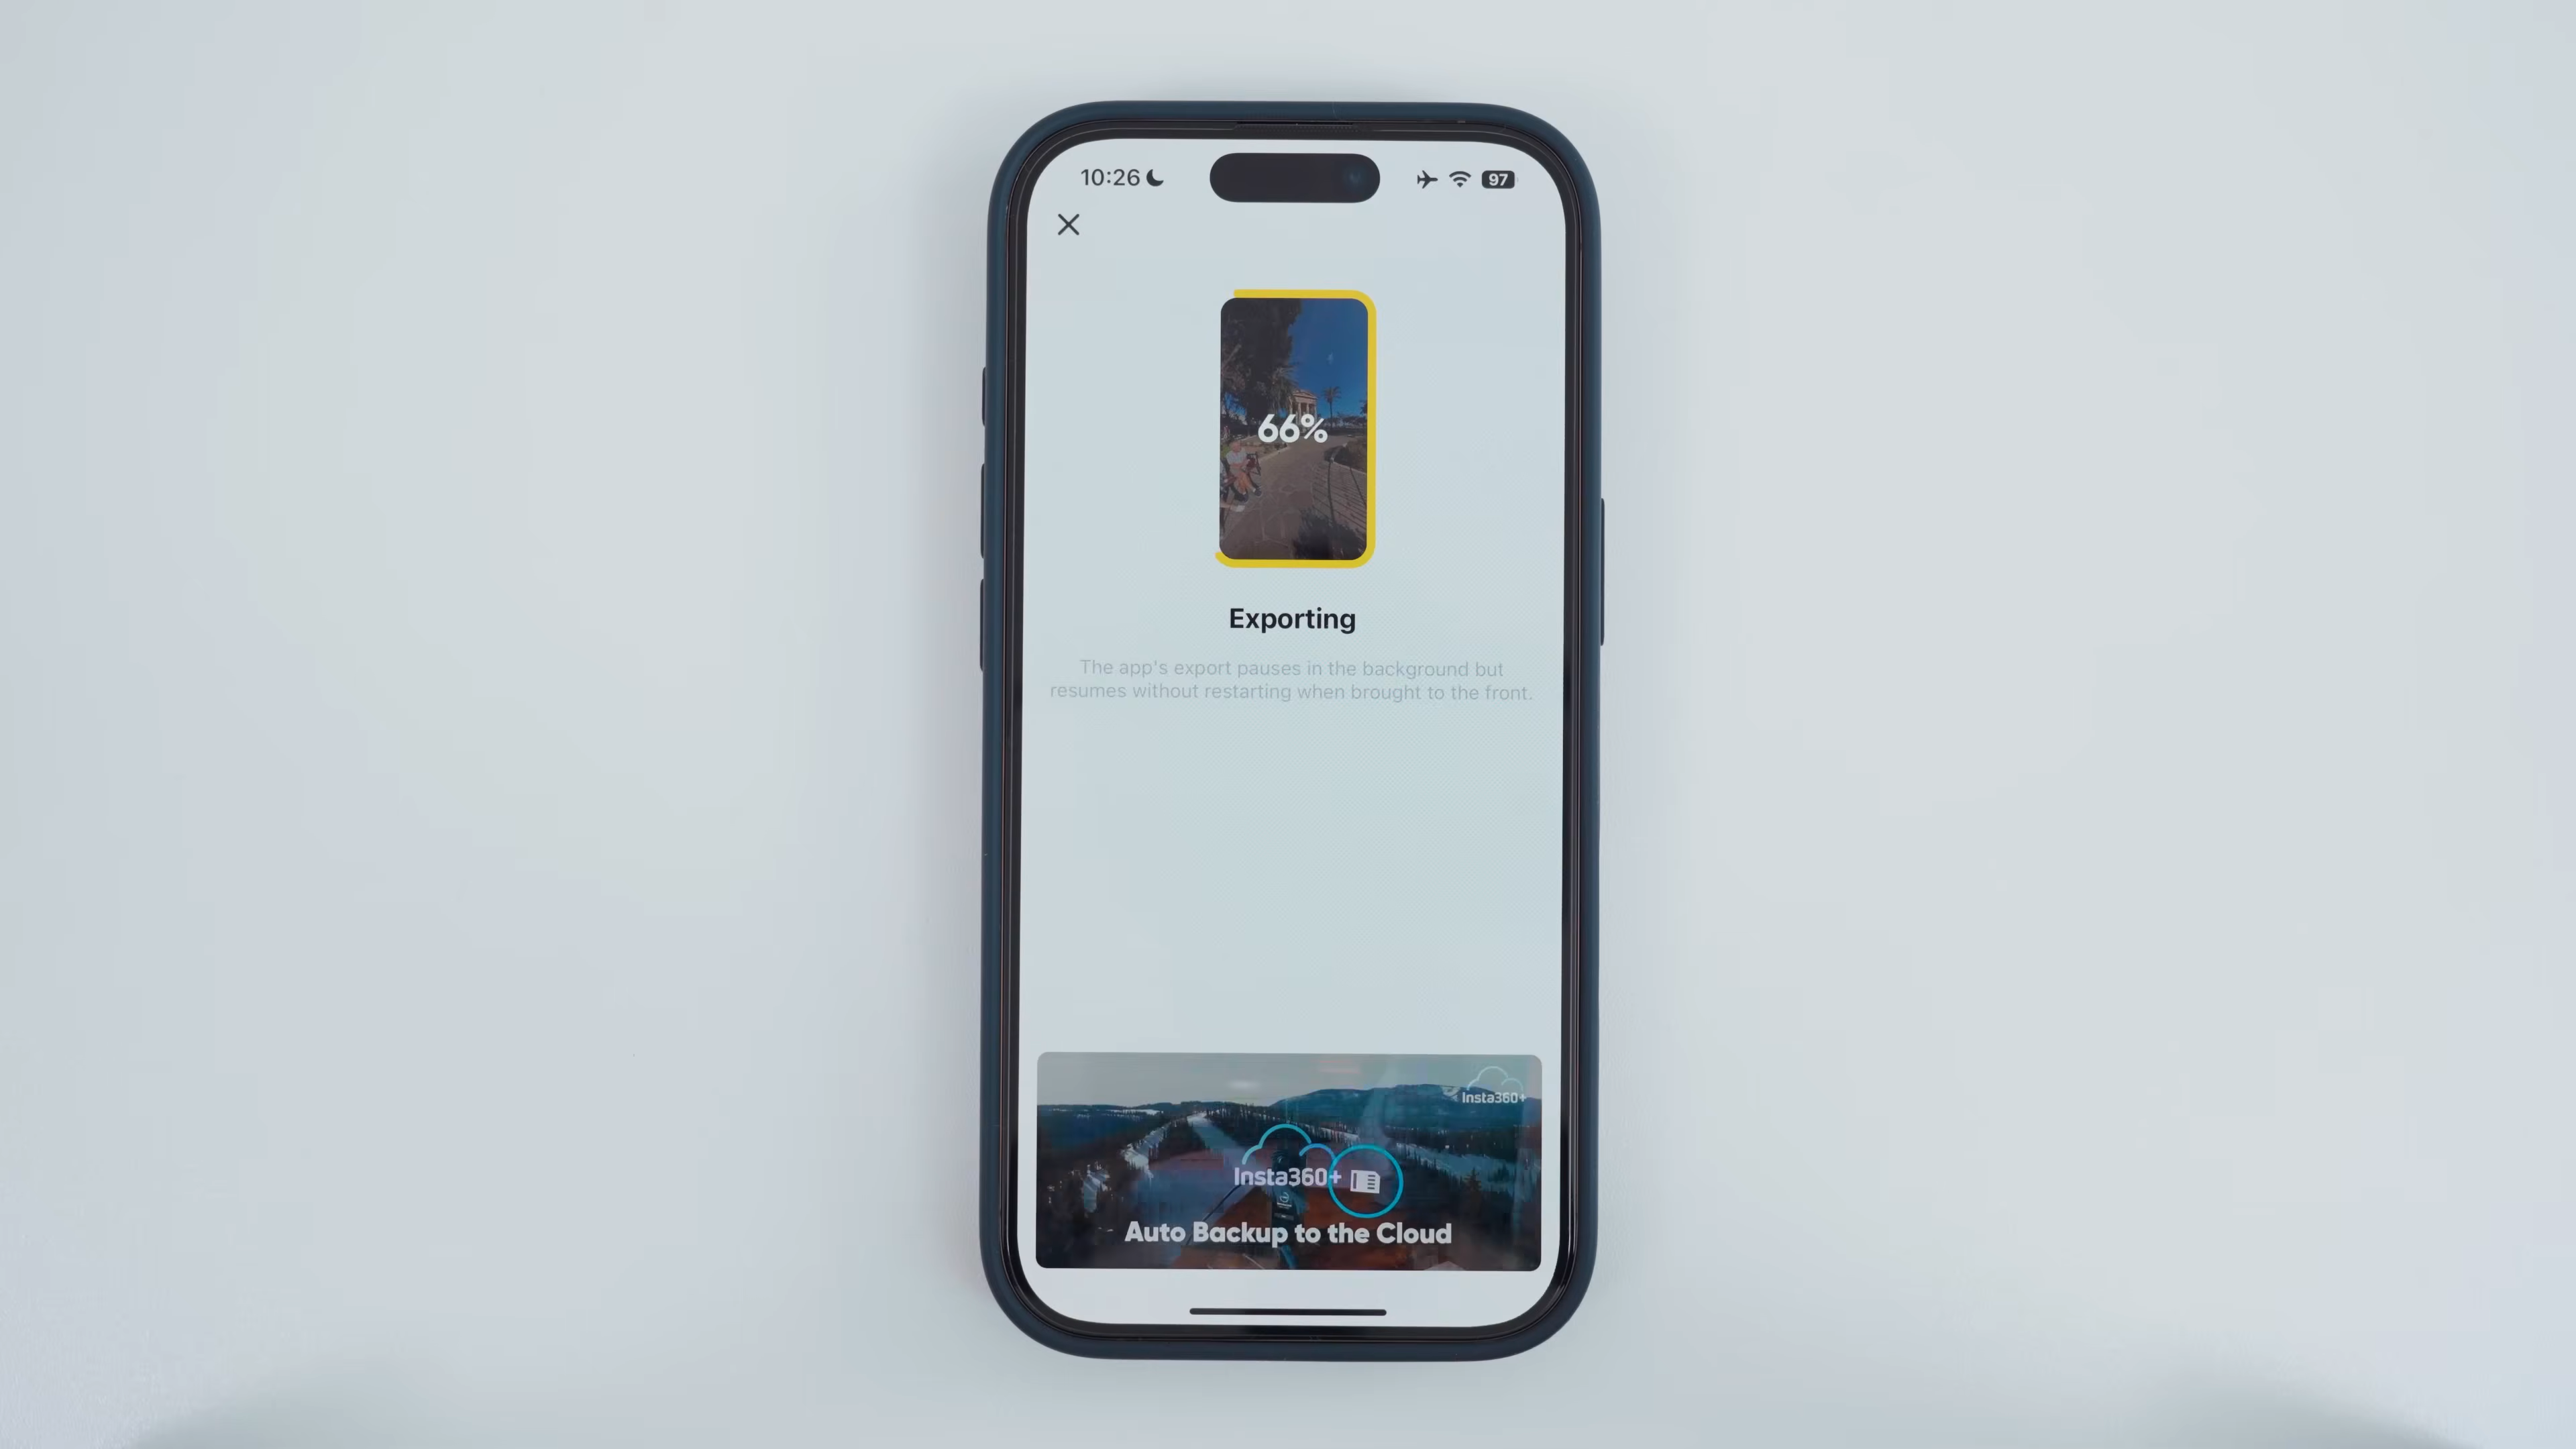 10:26
97
66%
Exporting
The app's export pauses in the background but
resumes without restarting when brought to the front.
Insta360+
Insta360+
Auto Backup to the Cloud